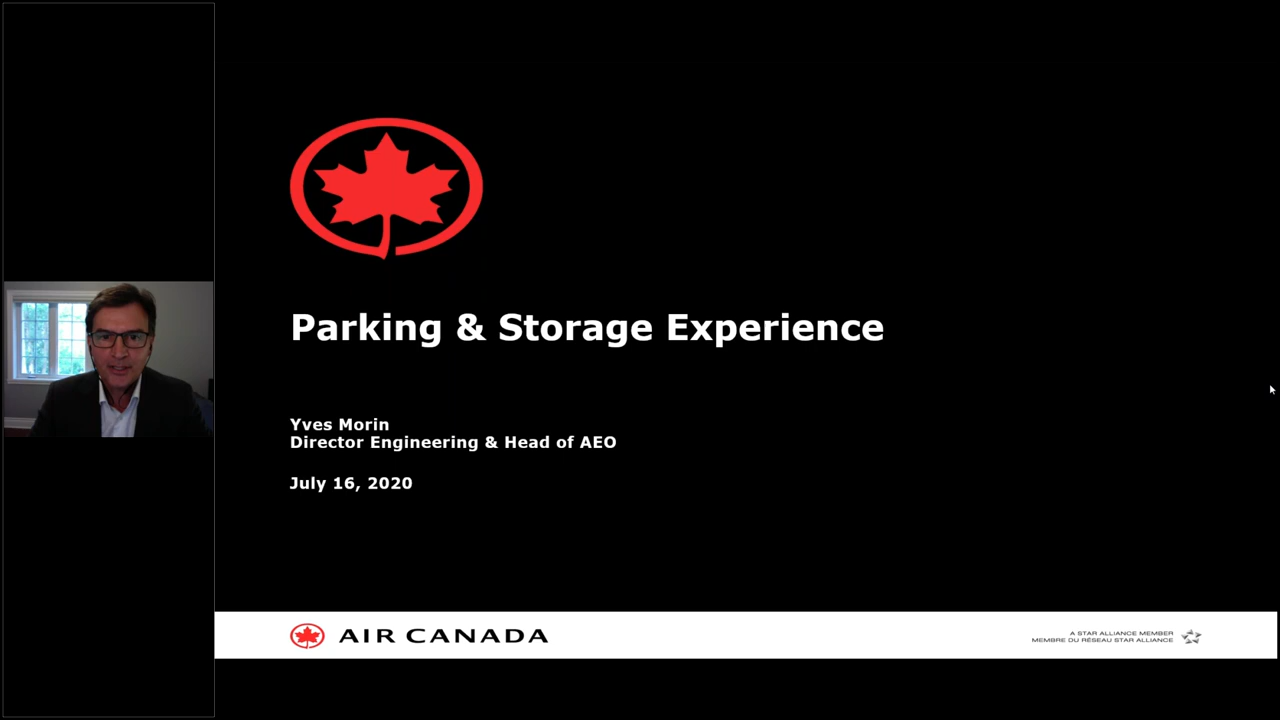 Parking & Storage Experience
Yves Morin
Director Engineering & Head of AEO
July 16, 2020
AIR CANADA
A STAR ALLIANCE MEMBER
MEMBRE DU RÉSEAU STAR ALLIANCE